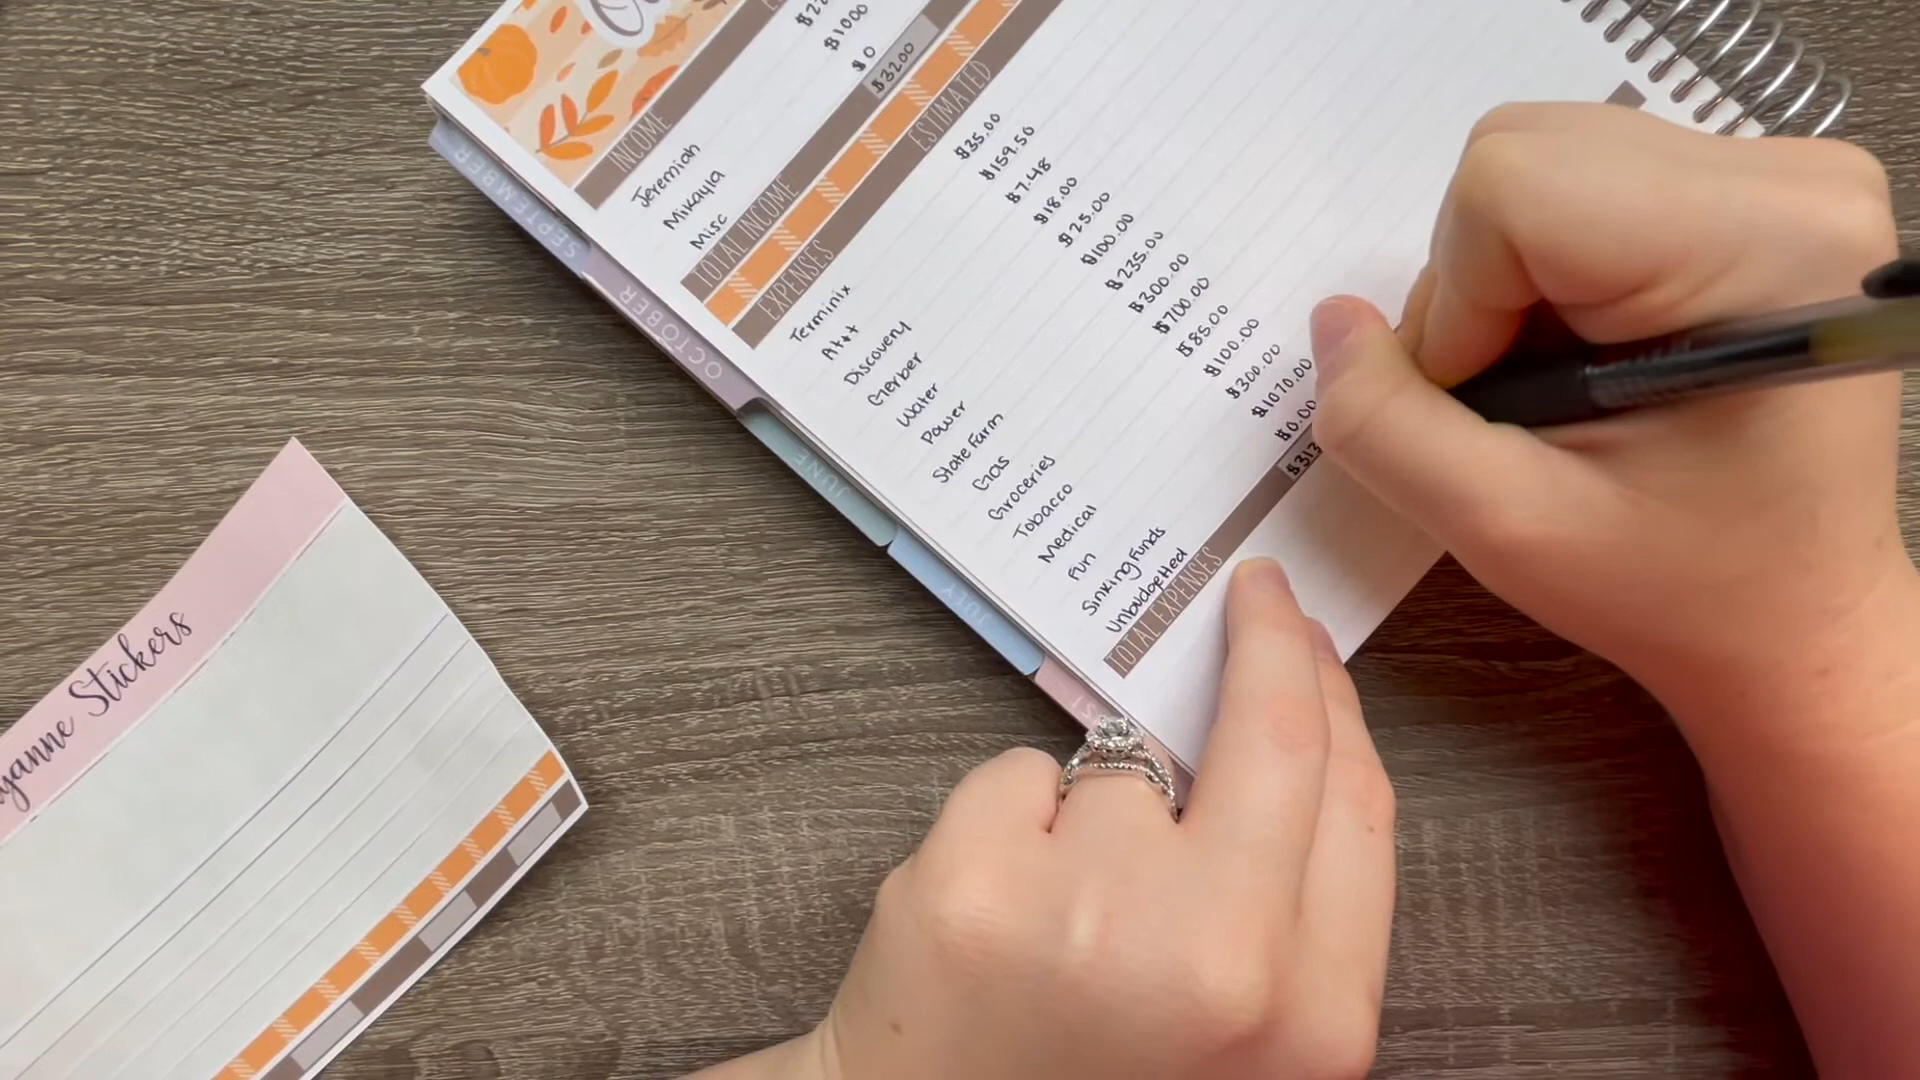 INCOME
Jeremiah
Mikayla $1000
Misc $0
TOTAL INCOME $3200
EXPENSES ESTIMATED
Terminix $35.00
At+t $159.50
Discovery $7.48
Gerber $18.00
Water $25.00
Power $100.00
State Farm $235.00
Gas $300.00
Groceries $700.00
Tobacco $85.00
Medical $100.00
Fun $300.00
Sinking Funds $1070.00
Unbudgetted $0.00
TOTAL EXPENSES
SEPTEMBER
OCTOBER
JUNE
JULY
Stickers